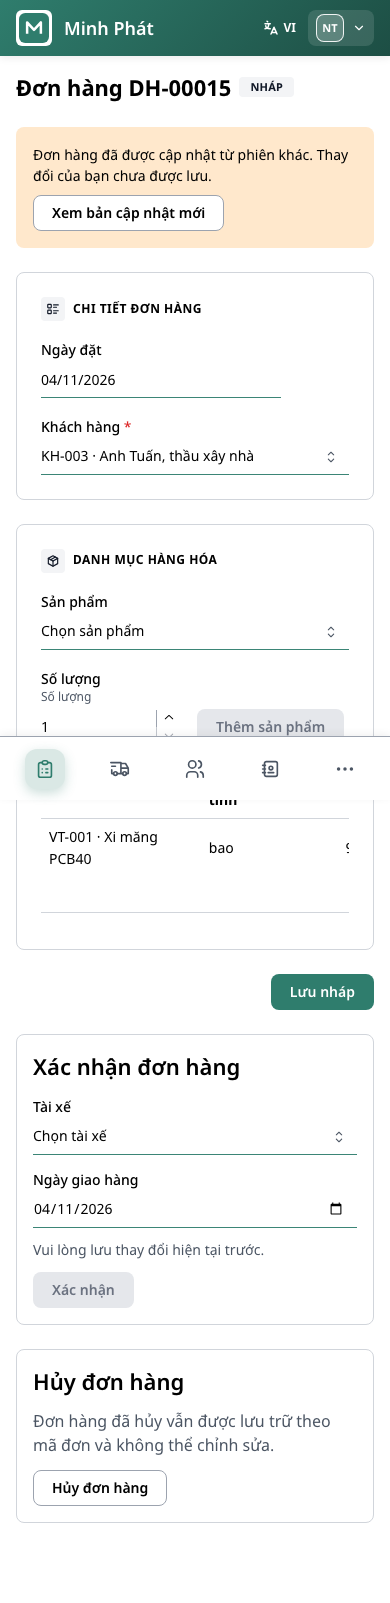 Minh Phát
VI
NT
Đơn hàng DH-00015
NHÁP
Đơn hàng đã được cập nhật từ phiên khác. Thay
đổi của bạn chưa được lưu.
Xem bản cập nhật mới
CHI TIẾT ĐƠN HÀNG
Ngày đặt
04/11/2026
Khách hàng *
KH-003 · Anh Tuấn, thầu xây nhà
DANH MỤC HÀNG HÓA
Sản phẩm
Chọn sản phẩm
Số lượng
Số lượng
1
Thêm sản phẩm
tính
VT-001 · Xi măng
PCB40
bao
Lưu nháp
Xác nhận đơn hàng
Tài xế
Chọn tài xế
Ngày giao hàng
04/11/2026
Vui lòng lưu thay đổi hiện tại trước.
Xác nhận
Hủy đơn hàng
Đơn hàng đã hủy vẫn được lưu trữ theo
mã đơn và không thể chỉnh sửa.
Hủy đơn hàng